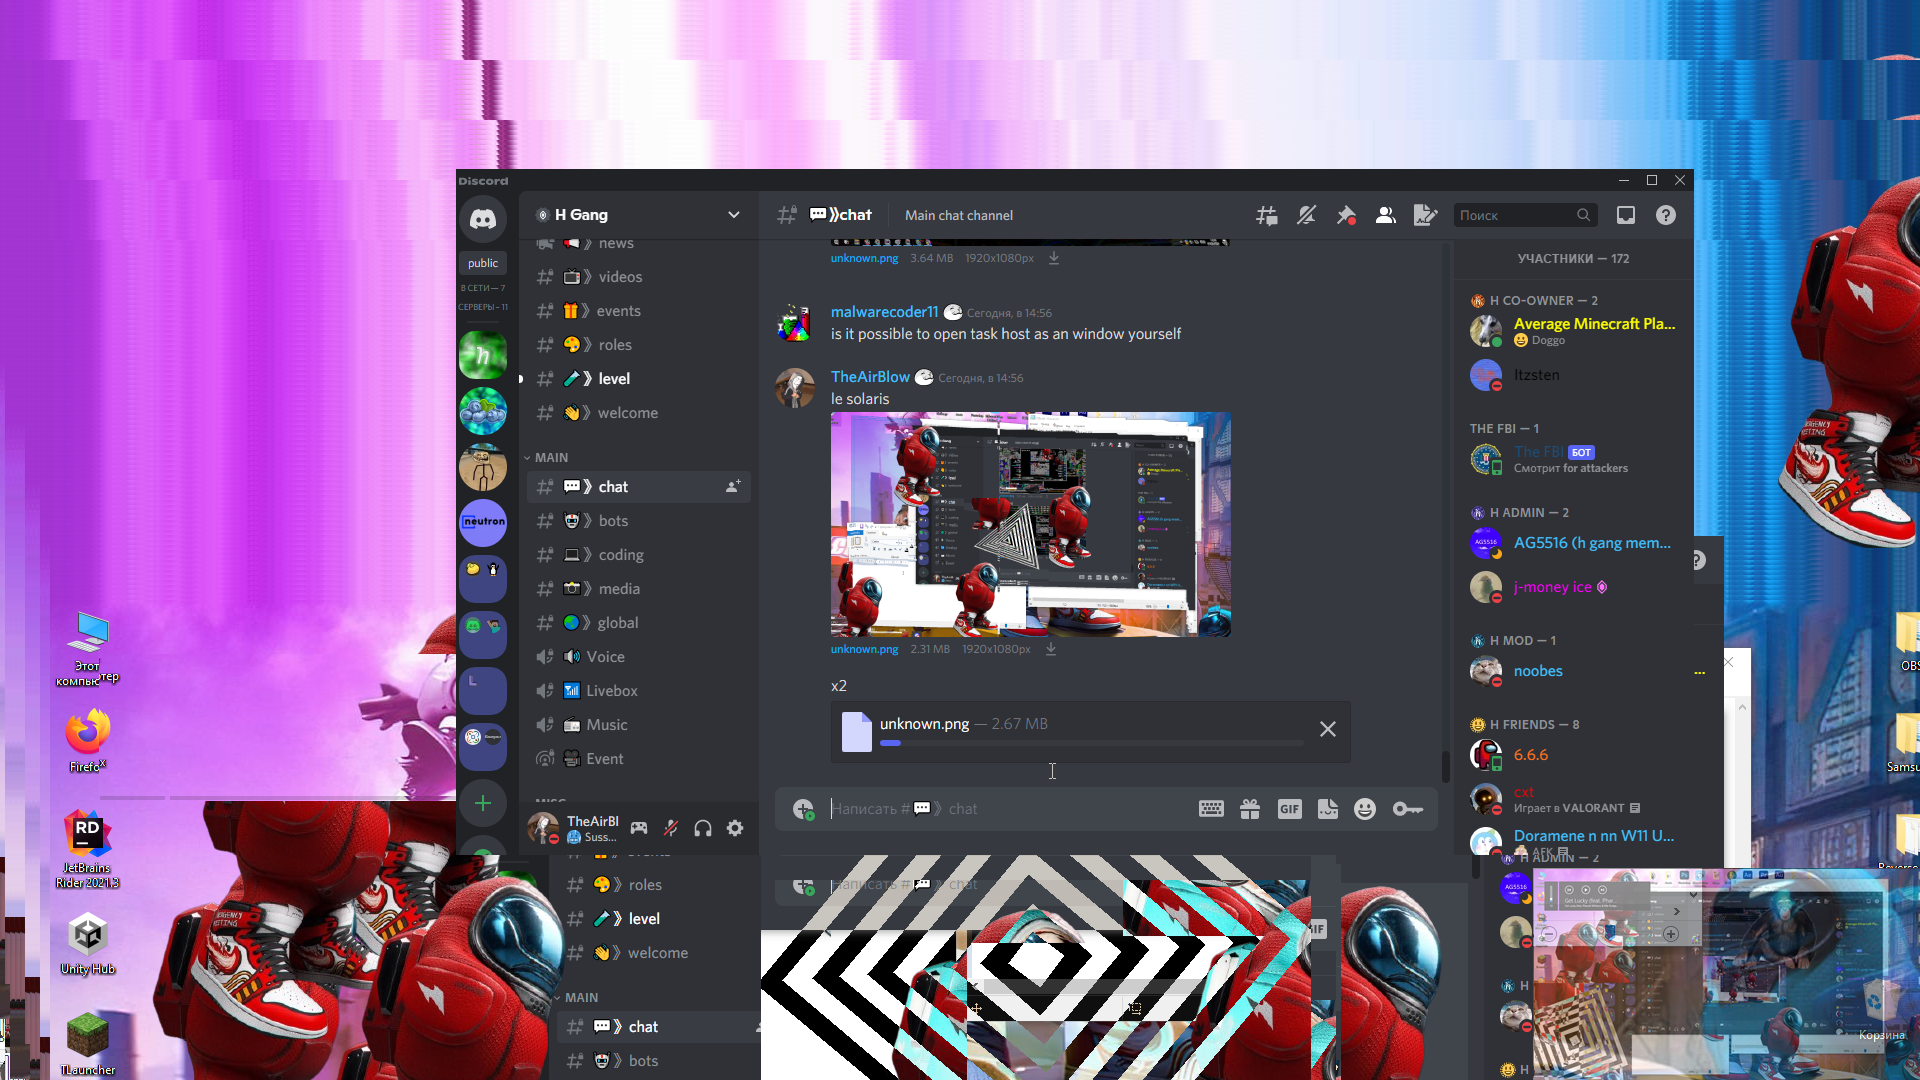 Discord
H Gang
》chat
Main chat channel
Поиск
public
В СЕТИ — 7
СЕРВЕРЫ — 11
neutron
》 news
》 videos
》 events
》 roles
》 level
》 welcome
MAIN
》 chat
》 bots
》 coding
》 media
》 global
Voice
Livebox
Music
Event
TheAirBl
Suss...
unknown.png 3.64 MB 1920x1080px
malwarecoder11 Сегодня, в 14:56
is it possible to open task host as an window yourself
TheAirBlow Сегодня, в 14:56
le solaris
unknown.png 2.31 MB 1920x1080px
x2
unknown.png — 2.67 MB
Написать # 》 chat
GIF
УЧАСТНИКИ — 172
H CO-OWNER — 2
Average Minecraft Pla...
Doggo
Itzsten
THE FBI — 1
The FBI БОТ
Смотрит for attackers
H ADMIN — 2
AG5516
AG5516 (h gang mem...
j-money ice
H MOD — 1
noobes
H FRIENDS — 8
6.6.6
cxt
Играет в VALORANT
Doramene n nn W11 U...
AFK
H ADMIN — 2
AG5516
H
H
Этот
Firefox
RD
JetBrains
Rider 2021.3
Unity Hub
TLauncher
》 roles
》 level
》 welcome
MAIN
》 chat
》 bots
chat
OBS
Samsu
Корзина